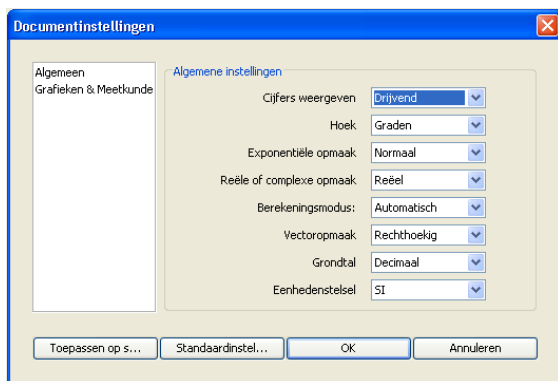 Documentinstellingen
Algemeen
Grafieken & Meetkunde
Algemene instellingen
Cijfers weergeven Drijvend
Hoek Graden
Exponentiële opmaak Normaal
Reële of complexe opmaak Reëel
Berekeningsmodus: Automatisch
Vectoropmaak Rechthoekig
Grondtal Decimaal
Eenhedenstelsel SI
Toepassen op s... Standaardinstel... OK Annuleren